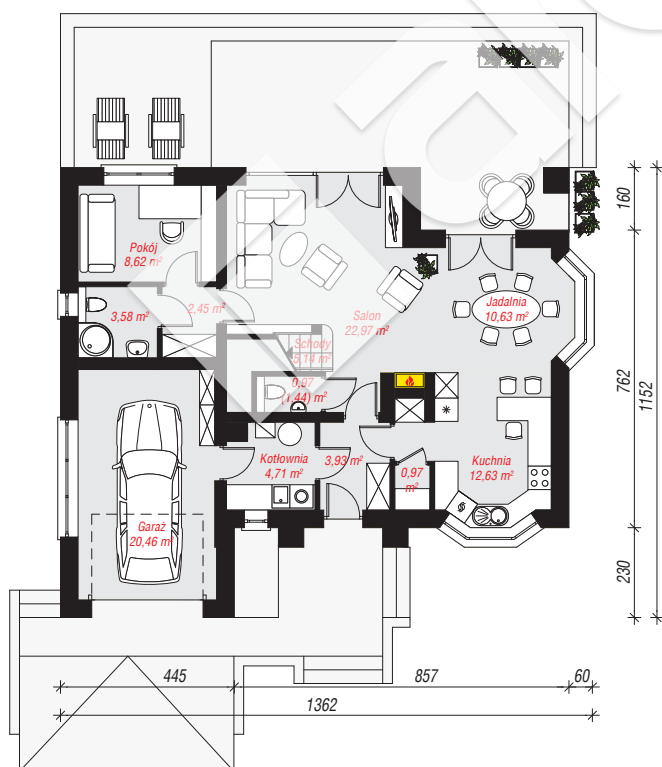 Pokój
8,62 m²
3,58 m²
2,45 m²
Salon
22,97 m²
Jadalnia
10,63 m²
Schody
5,14 m²
0,97
(1,44) m²
Kotłownia
4,71 m²
3,93 m²
0,97
m²
Kuchnia
12,63 m²
Garaż
20,46 m²
160
762
1152
230
445
857
60
1362